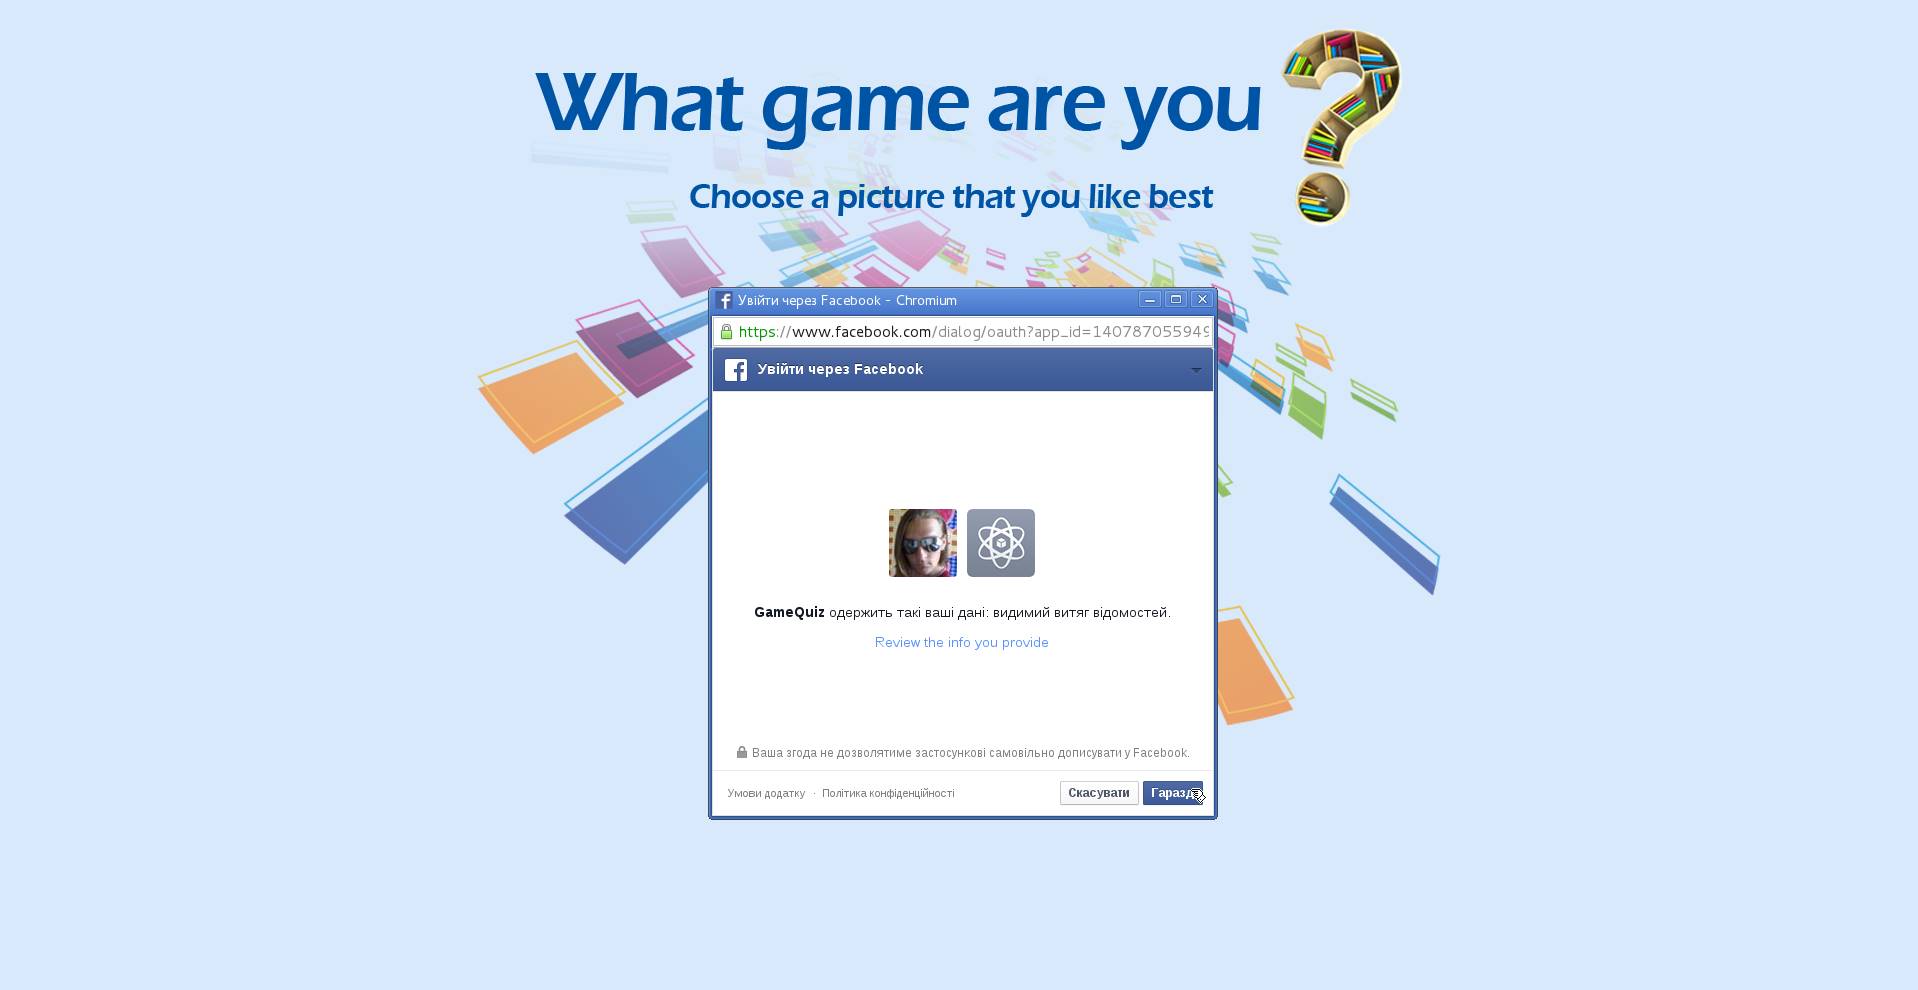 What game are you
Choose a picture that you like best
Увійти через Facebook - Chromium
https://www.facebook.com/dialog/oauth?app_id=140787055949
Увійти через Facebook
GameQuiz одержить такі ваші дані: видимий витяг відомостей.
Review the info you provide
Ваша згода не дозволятиме застосункові самовільно дописувати у Facebook.
Умови додатку · Політика конфіденційності
Скасувати
Гаразд